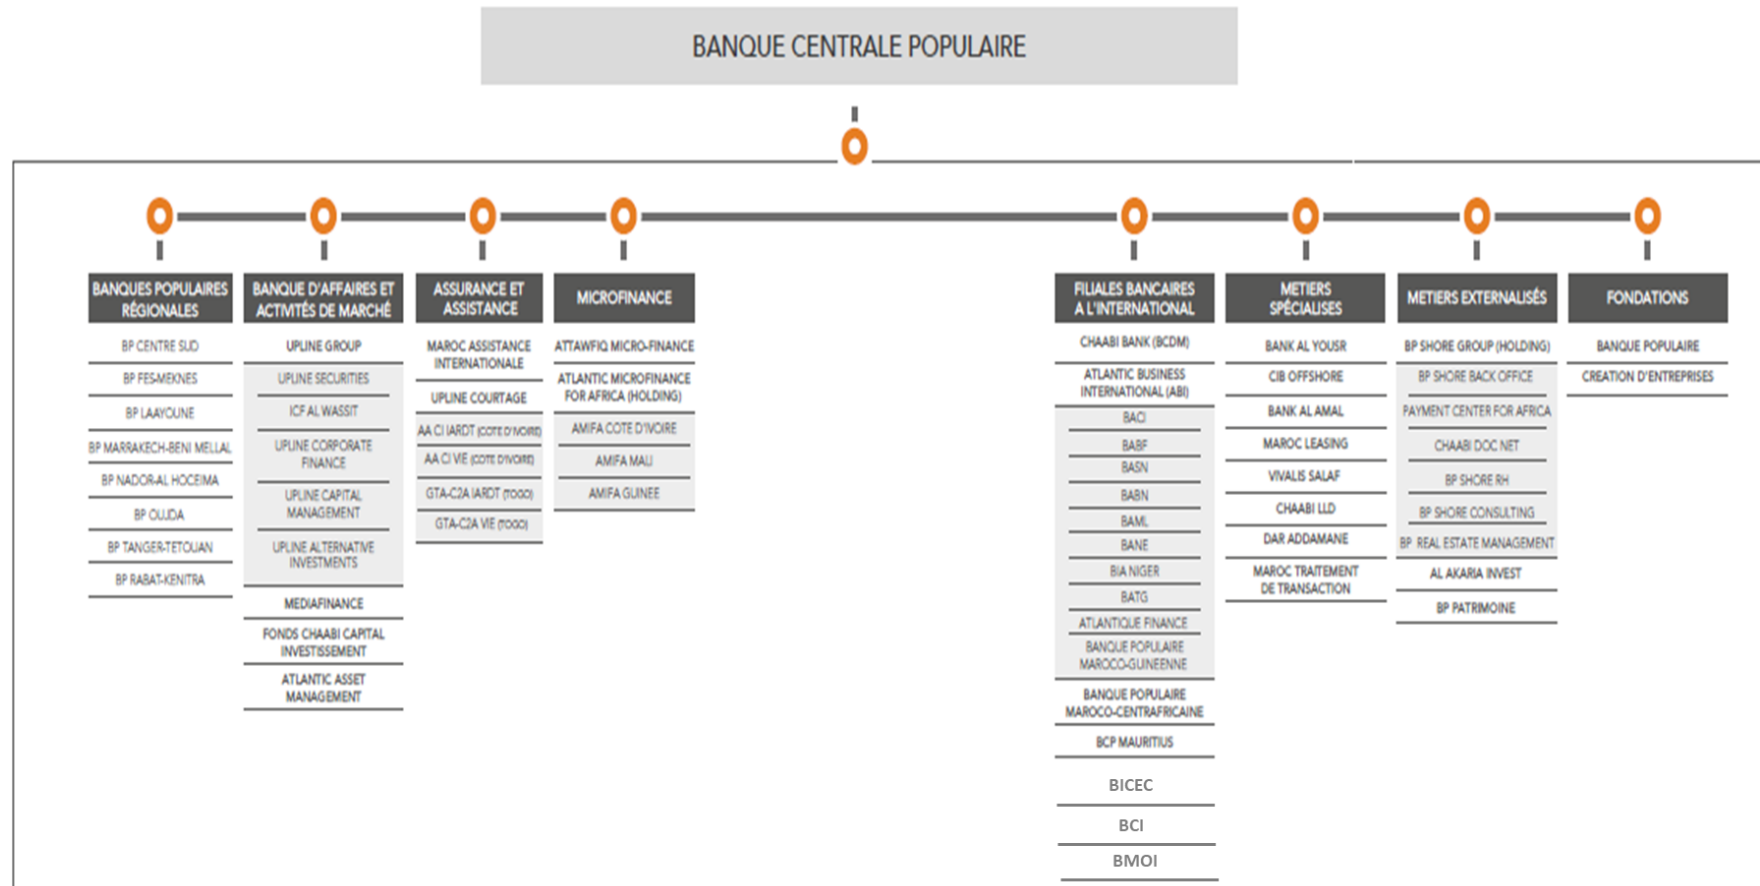 BANQUE CENTRALE POPULAIRE
BANQUES POPULAIRES
RÉGIONALES
BP CENTRE SUD
BP FES-MEKNES
BP LAAYOUNE
BP MARRAKECH-BENI MELLAL
BP NADOR-AL HOCEIMA
BP OUJDA
BP TANGER-TETOUAN
BP RABAT-KENITRA
BANQUE D'AFFAIRES ET
ACTIVITÉS DE MARCHÉ
UPLINE GROUP
UPLINE SECURITIES
ICF AL WASSIT
UPLINE CORPORATE
FINANCE
UPLINE CAPITAL
MANAGEMENT
UPLINE ALTERNATIVE
INVESTMENTS
MEDIAFINANCE
FONDS CHAABI CAPITAL
INVESTISSEMENT
ATLANTIC ASSET
MANAGEMENT
ASSURANCE ET
ASSISTANCE
MAROC ASSISTANCE
INTERNATIONALE
UPLINE COURTAGE
AA CI IARDT (COTE D'IVOIRE)
AA CI VIE (COTE D'IVOIRE)
GTA-C2A IARDT (TOGO)
GTA-C2A VIE (TOGO)
MICROFINANCE
ATTAWFIQ MICRO-FINANCE
ATLANTIC MICROFINANCE
FOR AFRICA (HOLDING)
AMIFA COTE D'IVOIRE
AMIFA MALI
AMIFA GUINEE
FILIALES BANCAIRES
A L'INTERNATIONAL
CHAABI BANK (BCDM)
ATLANTIC BUSINESS
INTERNATIONAL (ABI)
BACI
BABF
BASN
BABN
BAML
BANE
BIA NIGER
BATG
ATLANTIQUE FINANCE
BANQUE POPULAIRE
MAROCO-GUINEENNE
BANQUE POPULAIRE
MAROCO-CENTRAFRICAINE
BCP MAURITIUS
BICEC
BCI
BMOI
METIERS
SPÉCIALISES
BANK AL YOUSR
CIB OFFSHORE
BANK AL AMAL
MAROC LEASING
VIVALIS SALAF
CHAABI LLD
DAR ADDAMANE
MAROC TRAITEMENT
DE TRANSACTION
METIERS EXTERNALISÉS
BP SHORE GROUP (HOLDING)
BP SHORE BACK OFFICE
PAYMENT CENTER FOR AFRICA
CHAABI DOC NET
BP SHORE RH
BP SHORE CONSULTING
BP REAL ESTATE MANAGEMENT
AL AKARIA INVEST
BP PATRIMOINE
FONDATIONS
BANQUE POPULAIRE
CREATION D'ENTREPRISES